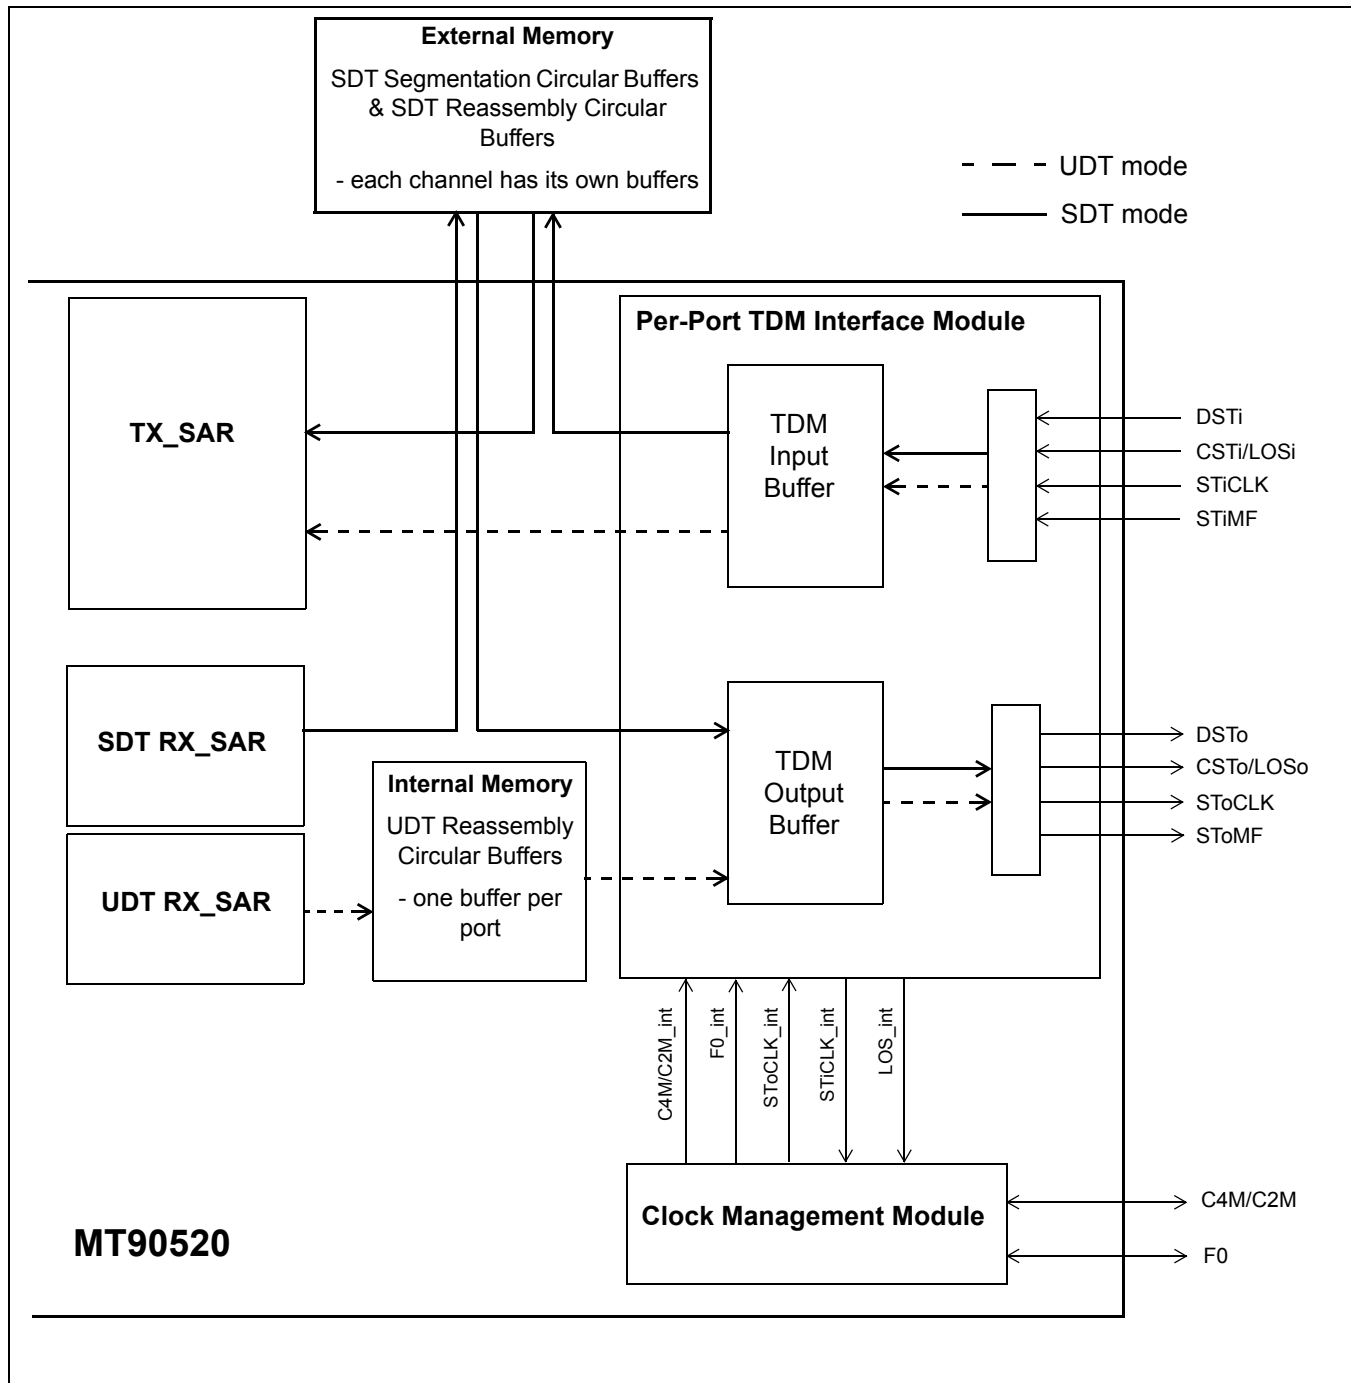 External Memory
SDT Segmentation Circular Buffers
& SDT Reassembly Circular
Buffers
- each channel has its own buffers
UDT mode
SDT mode
Per-Port TDM Interface Module
TX_SAR
TDM
Input
Buffer
DSTi
CSTi/LOSi
STiCLK
STiMF
SDT RX_SAR
UDT RX_SAR
Internal Memory
UDT Reassembly
Circular Buffers
- one buffer per
port
TDM
Output
Buffer
DSTo
CSTo/LOSo
SToCLK
SToMF
C4M/C2M_int
F0_int
SToCLK_int
STiCLK_int
LOS_int
Clock Management Module
C4M/C2M
F0
MT90520